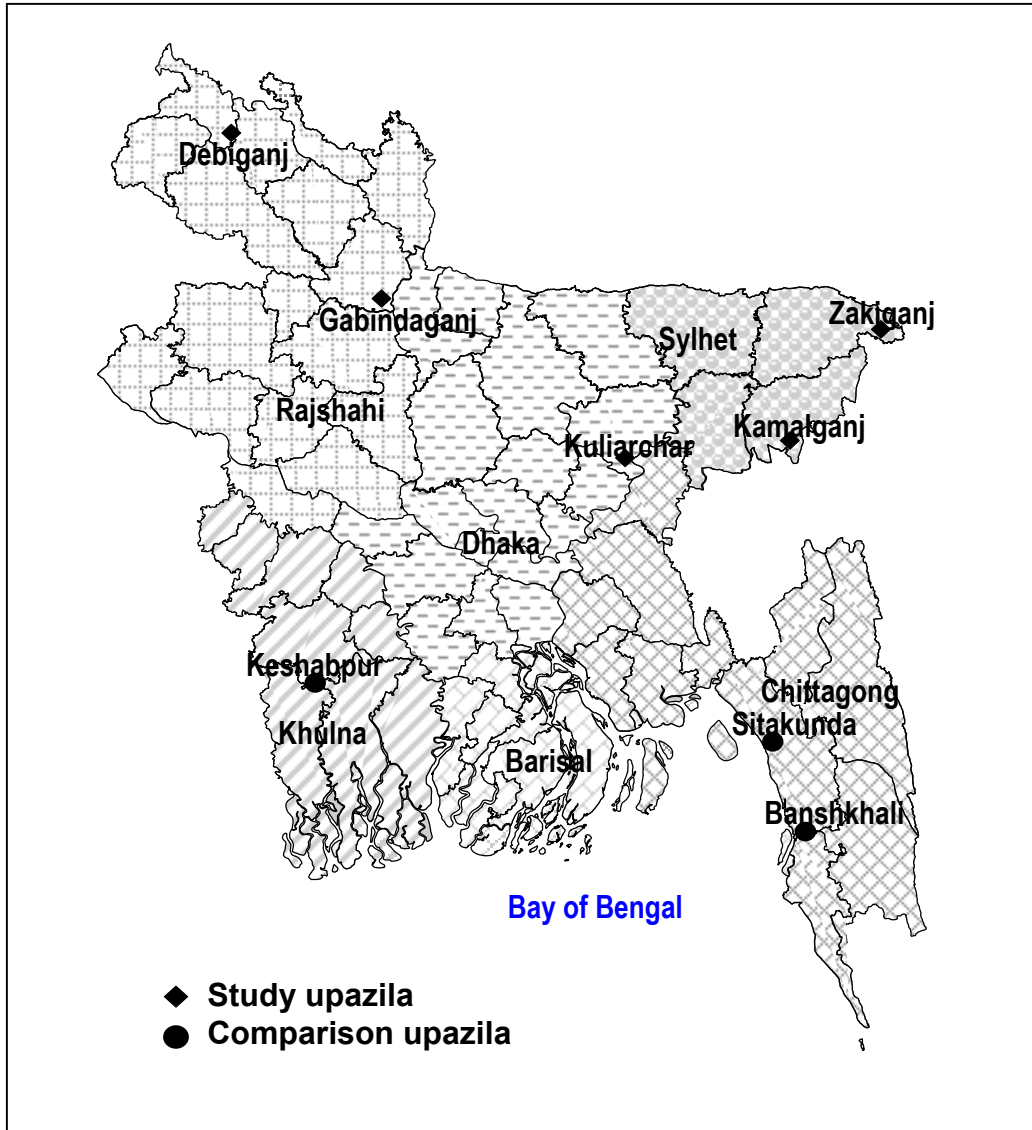 Debiganj
Gabindaganj
Zakiganj
Sylhet
Rajshahi
Kamalganj
Kuliarchar
Dhaka
Keshabpur
Khulna
Chittagong
Sitakunda
Barisal
Banshkhali
Bay of Bengal
Study upazila
Comparison upazila